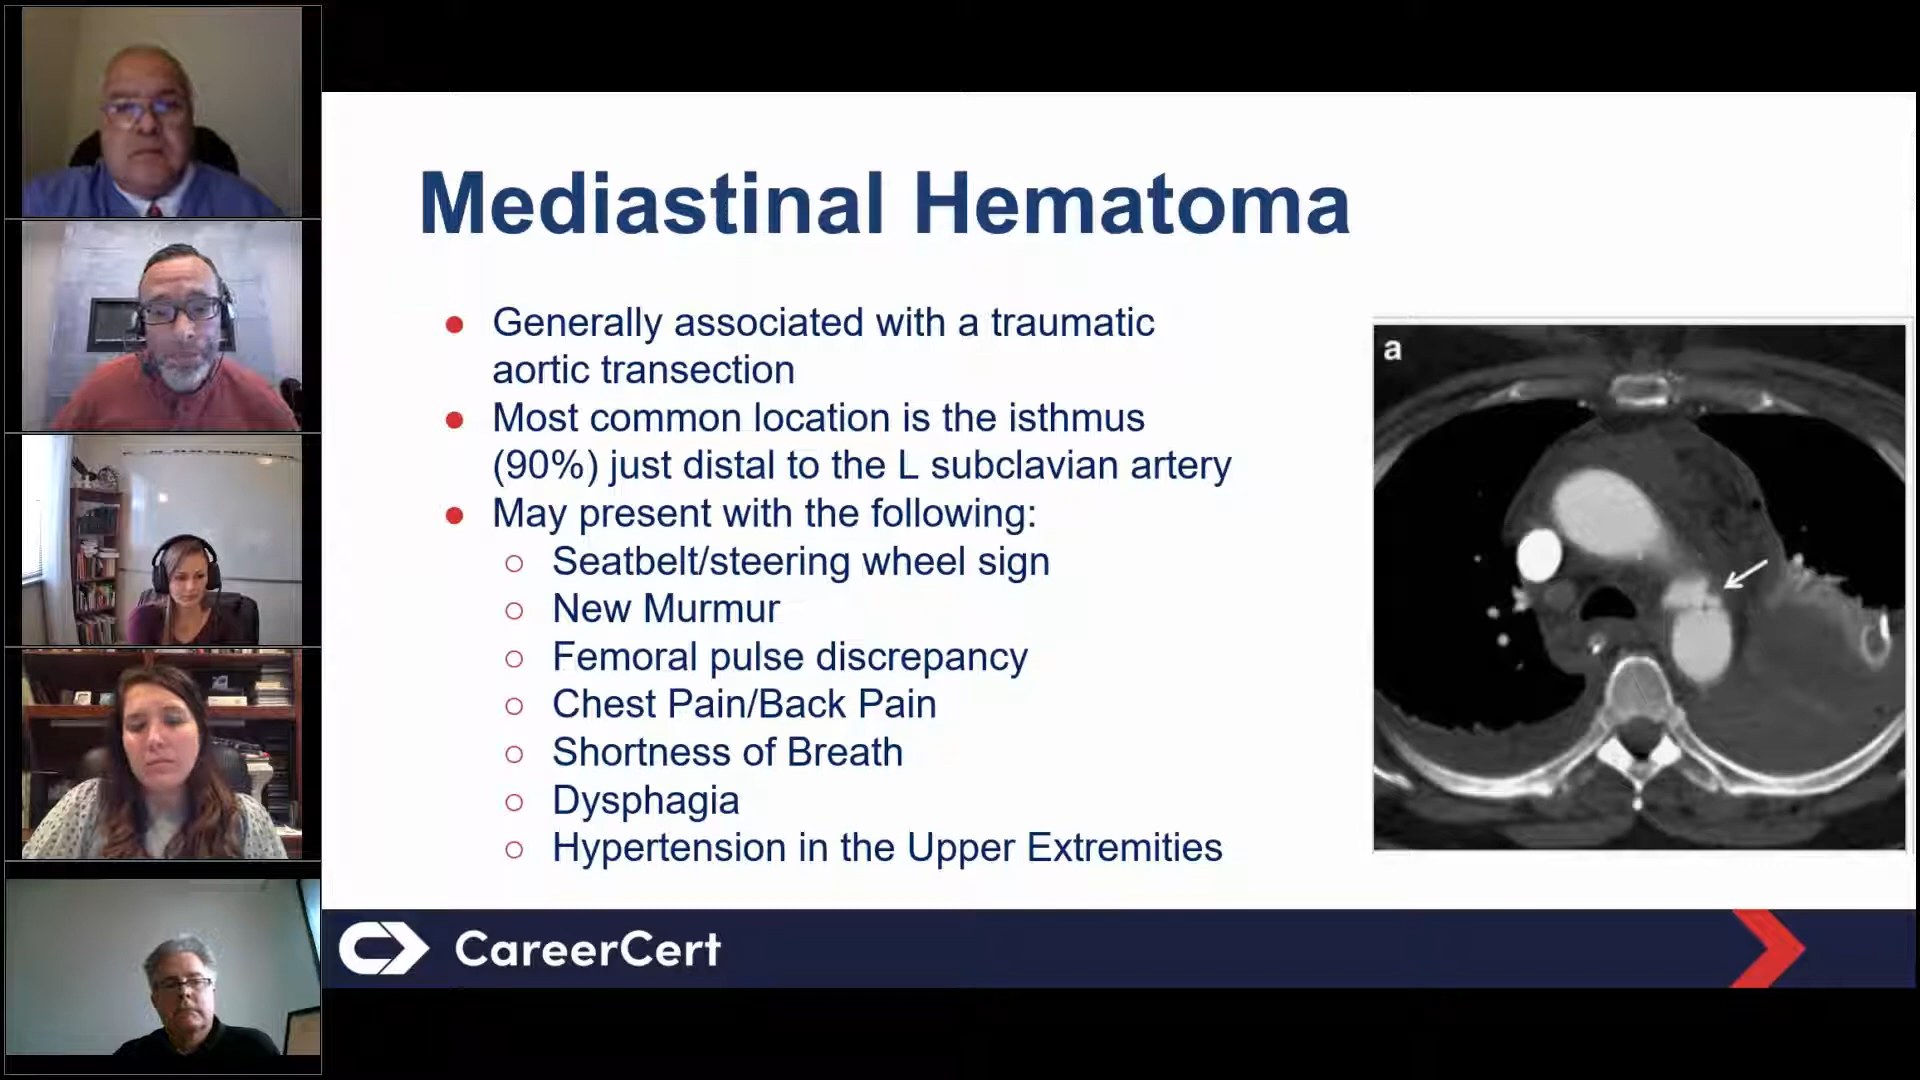 Mediastinal Hematoma
Generally associated with a traumatic
aortic transection
Most common location is the isthmus
(90%) just distal to the L subclavian artery
May present with the following:
Seatbelt/steering wheel sign
New Murmur
Femoral pulse discrepancy
Chest Pain/Back Pain
Shortness of Breath
Dysphagia
Hypertension in the Upper Extremities
a
CareerCert